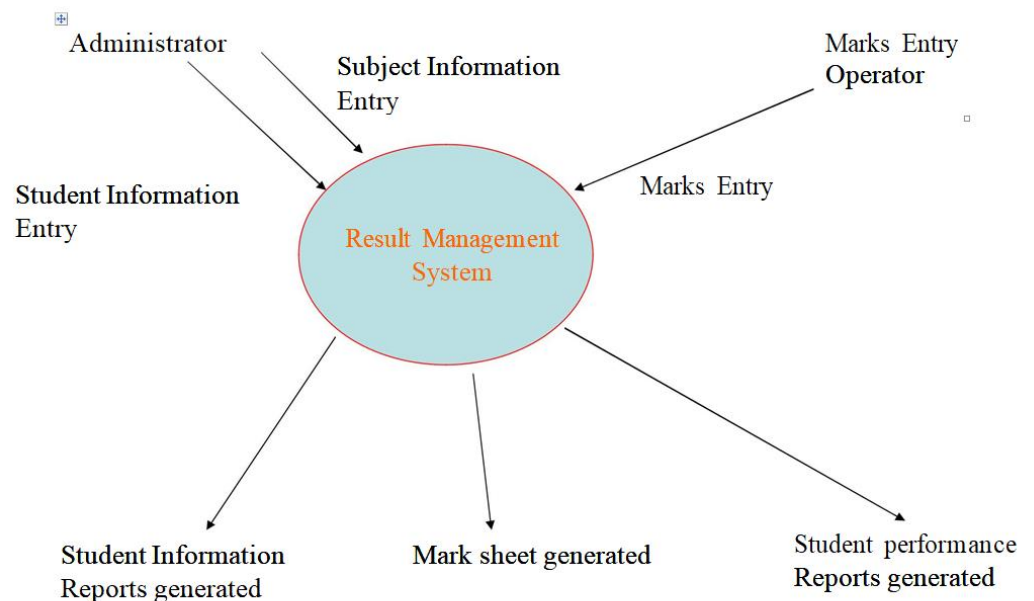 Administrator
Subject Information
Entry
Marks Entry
Operator
Student Information
Entry
Marks Entry
Result Management
System
Student Information
Reports generated
Mark sheet generated
Student performance
Reports generated